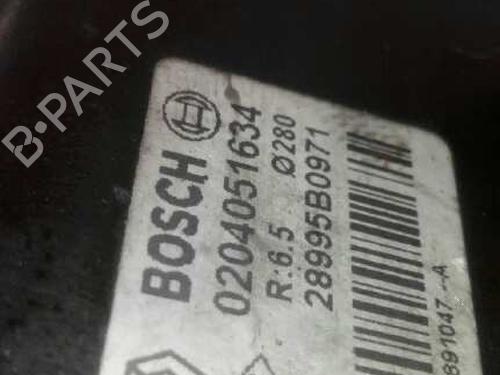 B-PARTS
BOSCH
0204051634
R:6.5 Ø280
28995B0971
891047--A